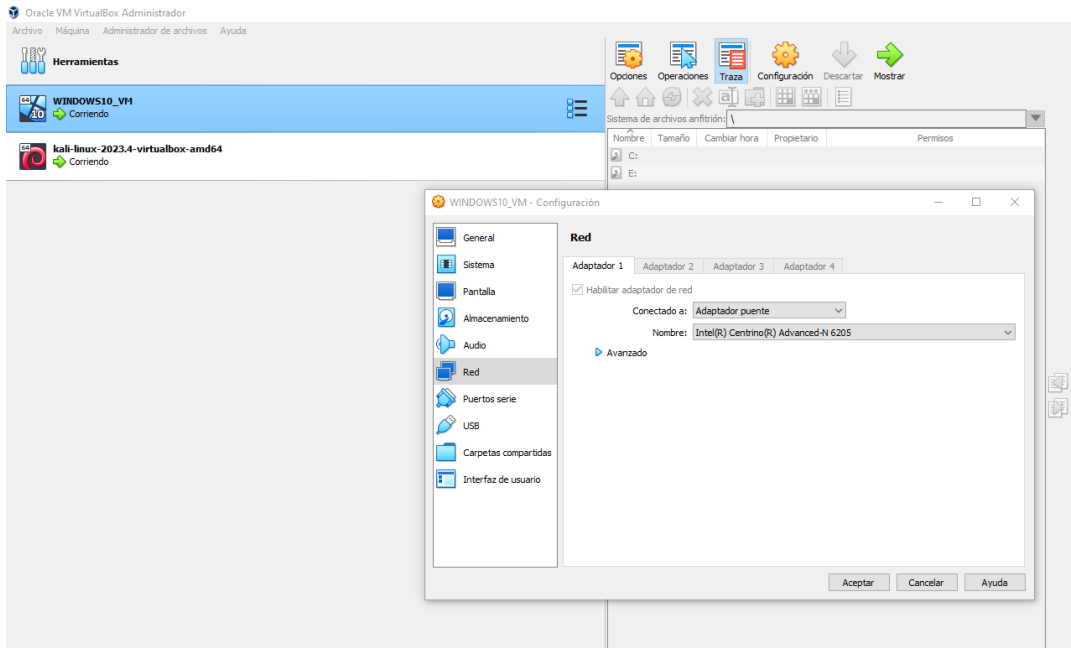 Oracle VM VirtualBox Administrador
Archivo Máquina Administrador de archivos Ayuda
Herramientas
64 10 WINDOWS10_VM
Corriendo
64 kali-linux-2023.4-virtualbox-amd64
Corriendo
Opciones Operaciones Traza Configuración Descartar Mostrar
Sistema de archivos anfitrión: \
Nombre Tamaño Cambiar hora Propietario Permisos
C:
E:
WINDOWS10_VM - Configuración
General
Sistema
Pantalla
Almacenamiento
Audio
Red
Puertos serie
USB
Carpetas compartidas
Interfaz de usuario
Red
Adaptador 1 Adaptador 2 Adaptador 3 Adaptador 4
Habilitar adaptador de red
Conectado a: Adaptador puente
Nombre: Intel(R) Centrino(R) Advanced-N 6205
Avanzado
Aceptar Cancelar Ayuda